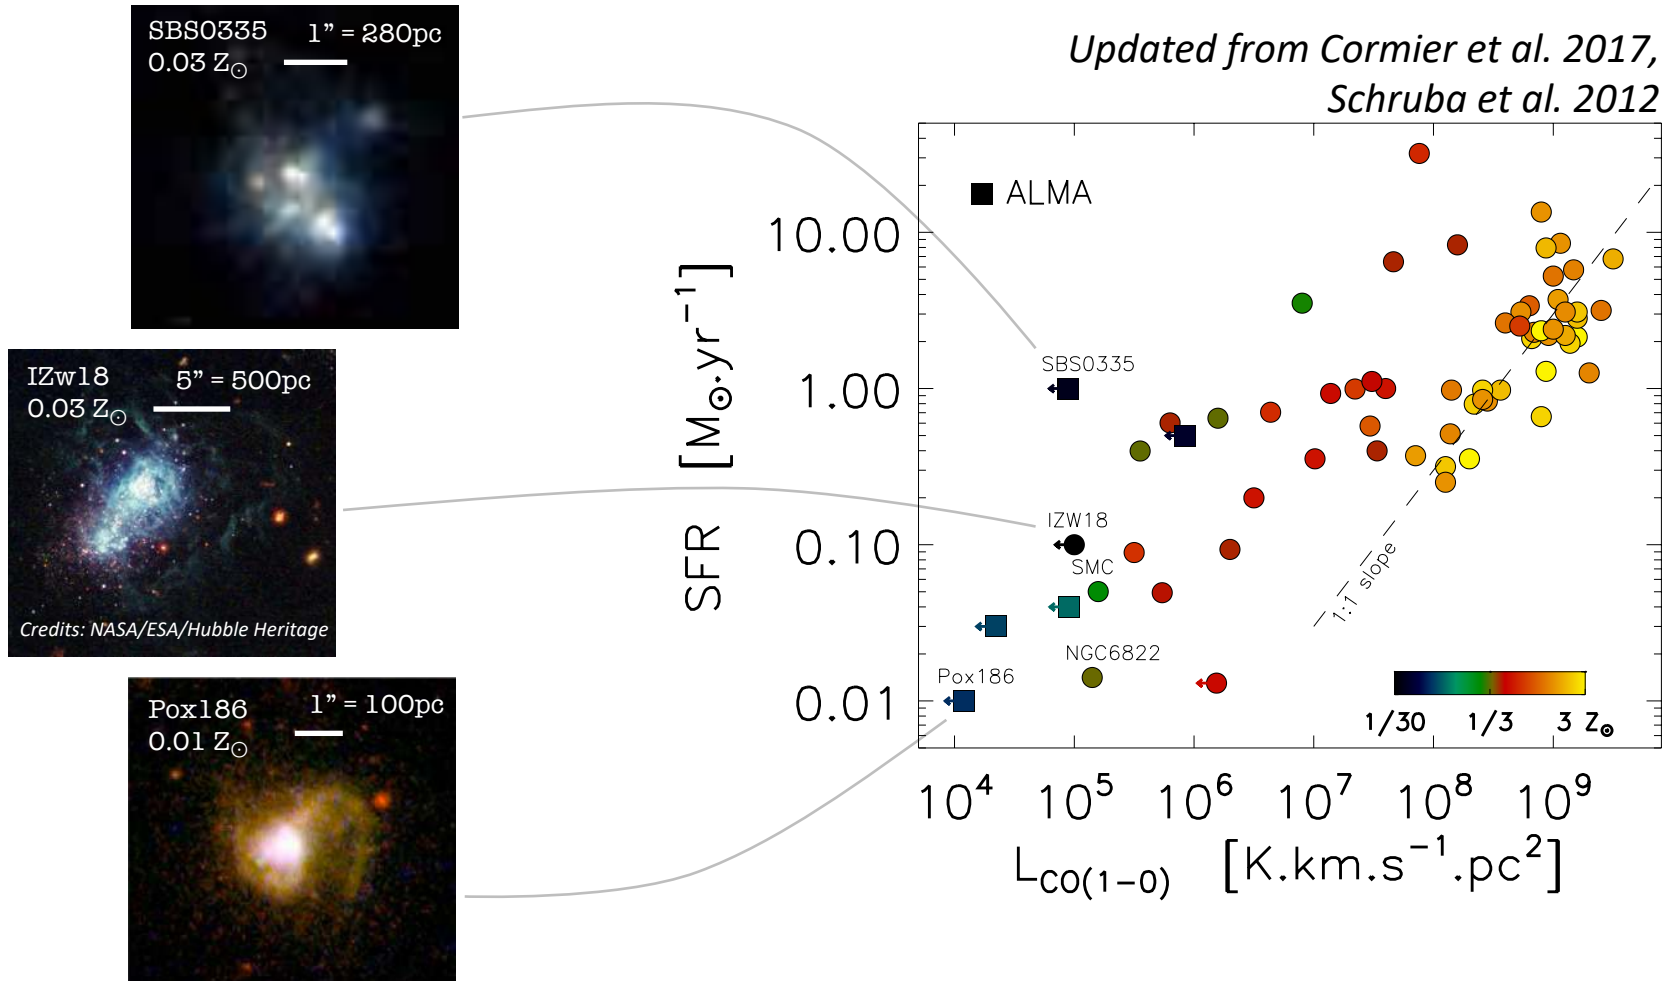 SBS0335 1” = 280pc
0.03 Z⊙
IZw18 5” = 500pc
0.03 Z⊙
Credits: NASA/ESA/Hubble Heritage
Pox186 1” = 100pc
0.01 Z⊙
Updated from Cormier et al. 2017,
Schruba et al. 2012
ALMA
SFR [M⊙.yr⁻¹]
10.00
1.00
0.10
0.01
SBS0335
IZW18
SMC
NGC6822
Pox186
1:1 slope
1/30 1/3 3 Z⊙
10⁴ 10⁵ 10⁶ 10⁷ 10⁸ 10⁹
L_CO(1−0) [K.km.s⁻¹.pc²]